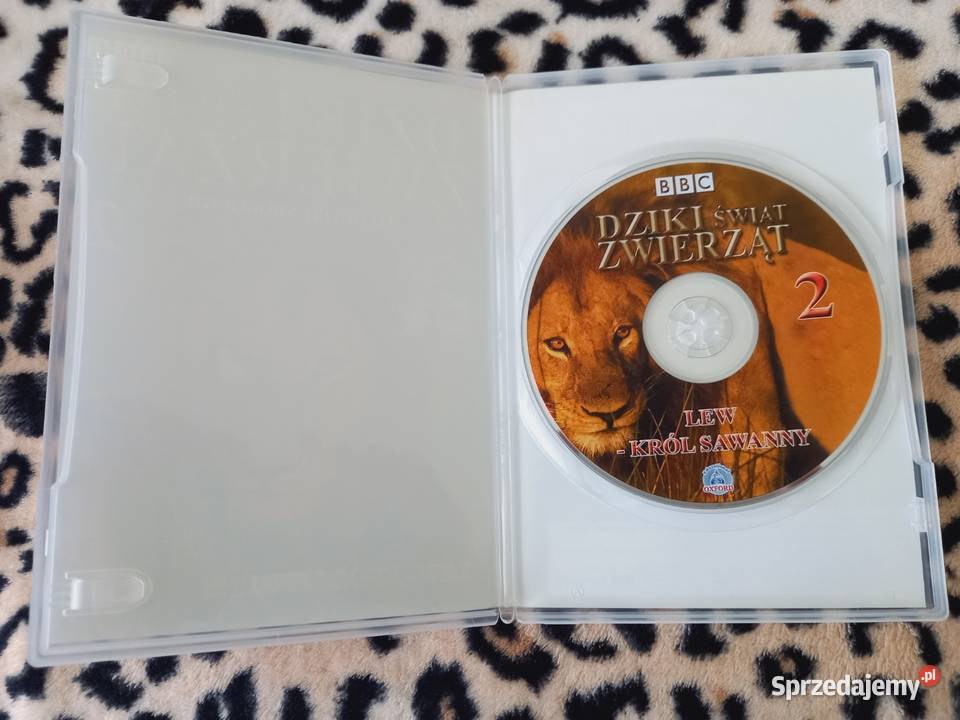 BBC
DZIKI ŚWIAT
ZWIERZĄT
2
LEW
- KRÓL SAWANNY
OXFORD
Sprzedajemy.pl